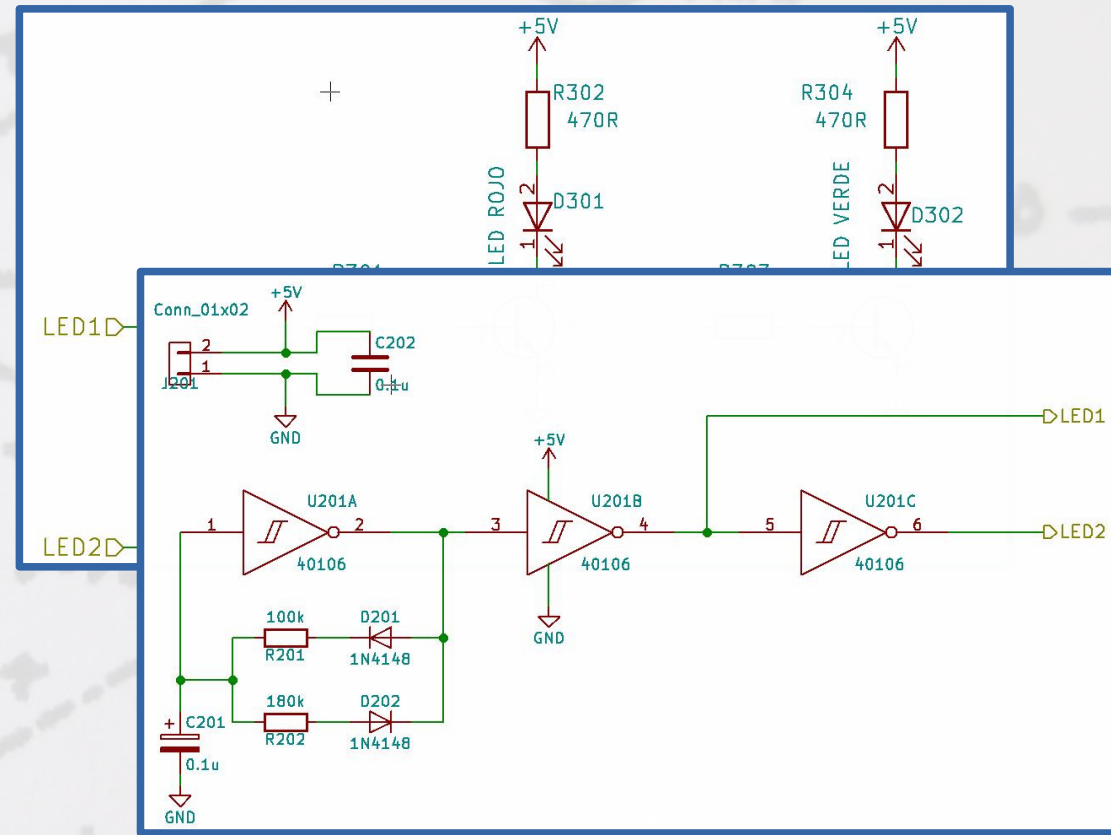 +5V
+5V
R302
470R
R304
470R
LED ROJO
2
D301
1
LED VERDE
2
D302
1
LED1
LED2
Conn_01x02
+5V
2
1
J201
C202
0.1u
GND
LED1
+5V
U201A
1
2
40106
U201B
3
4
40106
U201C
5
6
40106
LED2
GND
100k
R201
D201
1N4148
180k
R202
D202
1N4148
+
C201
0.1u
GND